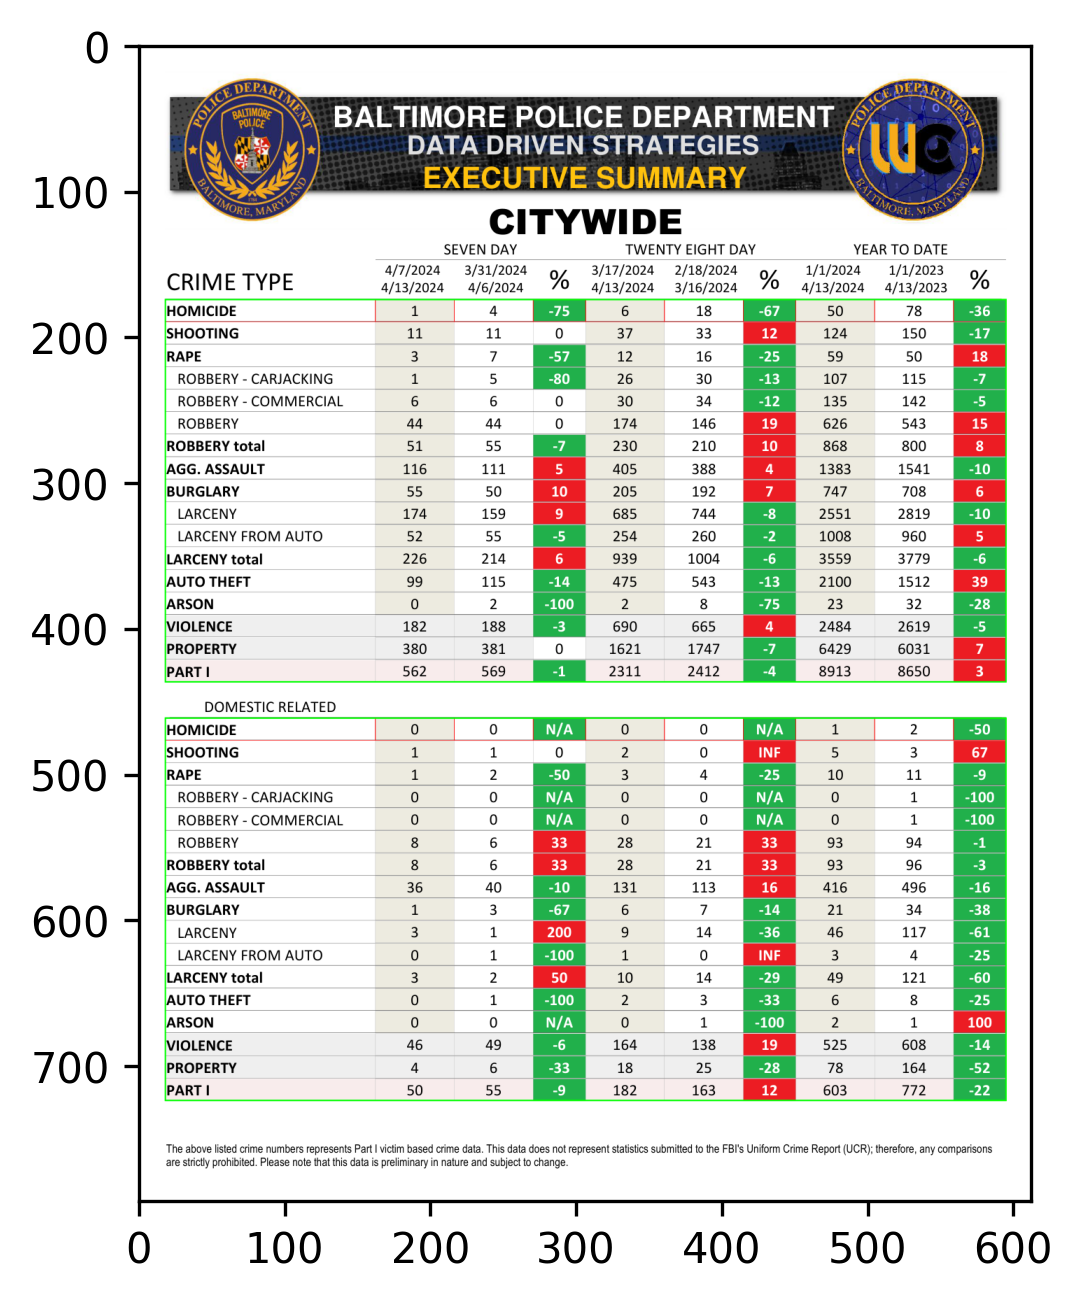 0
100
200
300
400
500
600
700
0 100 200 300 400 500 600
POLICE DEPARTMENT
BALTIMORE
POLICE
BALTIMORE, MARYLAND
BALTIMORE POLICE DEPARTMENT
DATA DRIVEN STRATEGIES
EXECUTIVE SUMMARY
POLICE DEPARTMENT
BALTIMORE, MARYLAND
CITYWIDE
SEVEN DAY TWENTY EIGHT DAY YEAR TO DATE
4/7/2024 3/31/2024 3/17/2024 2/18/2024 1/1/2024 1/1/2023
CRIME TYPE 4/13/2024 4/6/2024 % 4/13/2024 3/16/2024 % 4/13/2024 4/13/2023 %
HOMICIDE 1 4 -75 6 18 -67 50 78 -36
SHOOTING 11 11 0 37 33 12 124 150 -17
RAPE 3 7 -57 12 16 -25 59 50 18
ROBBERY - CARJACKING 1 5 -80 26 30 -13 107 115 -7
ROBBERY - COMMERCIAL 6 6 0 30 34 -12 135 142 -5
ROBBERY 44 44 0 174 146 19 626 543 15
ROBBERY total 51 55 -7 230 210 10 868 800 8
AGG. ASSAULT 116 111 5 405 388 4 1383 1541 -10
BURGLARY 55 50 10 205 192 7 747 708 6
LARCENY 174 159 9 685 744 -8 2551 2819 -10
LARCENY FROM AUTO 52 55 -5 254 260 -2 1008 960 5
LARCENY total 226 214 6 939 1004 -6 3559 3779 -6
AUTO THEFT 99 115 -14 475 543 -13 2100 1512 39
ARSON 0 2 -100 2 8 -75 23 32 -28
VIOLENCE 182 188 -3 690 665 4 2484 2619 -5
PROPERTY 380 381 0 1621 1747 -7 6429 6031 7
PART I 562 569 -1 2311 2412 -4 8913 8650 3
DOMESTIC RELATED
HOMICIDE 0 0 N/A 0 0 N/A 1 2 -50
SHOOTING 1 1 0 2 0 INF 5 3 67
RAPE 1 2 -50 3 4 -25 10 11 -9
ROBBERY - CARJACKING 0 0 N/A 0 0 N/A 0 1 -100
ROBBERY - COMMERCIAL 0 0 N/A 0 0 N/A 0 1 -100
ROBBERY 8 6 33 28 21 33 93 94 -1
ROBBERY total 8 6 33 28 21 33 93 96 -3
AGG. ASSAULT 36 40 -10 131 113 16 416 496 -16
BURGLARY 1 3 -67 6 7 -14 21 34 -38
LARCENY 3 1 200 9 14 -36 46 117 -61
LARCENY FROM AUTO 0 1 -100 1 0 INF 3 4 -25
LARCENY total 3 2 50 10 14 -29 49 121 -60
AUTO THEFT 0 1 -100 2 3 -33 6 8 -25
ARSON 0 0 N/A 0 1 -100 2 1 100
VIOLENCE 46 49 -6 164 138 19 525 608 -14
PROPERTY 4 6 -33 18 25 -28 78 164 -52
PART I 50 55 -9 182 163 12 603 772 -22
The above listed crime numbers represents Part I victim based crime data. This data does not represent statistics submitted to the FBI's Uniform Crime Report (UCR); therefore, any comparisons
are strictly prohibited. Please note that this data is preliminary in nature and subject to change.